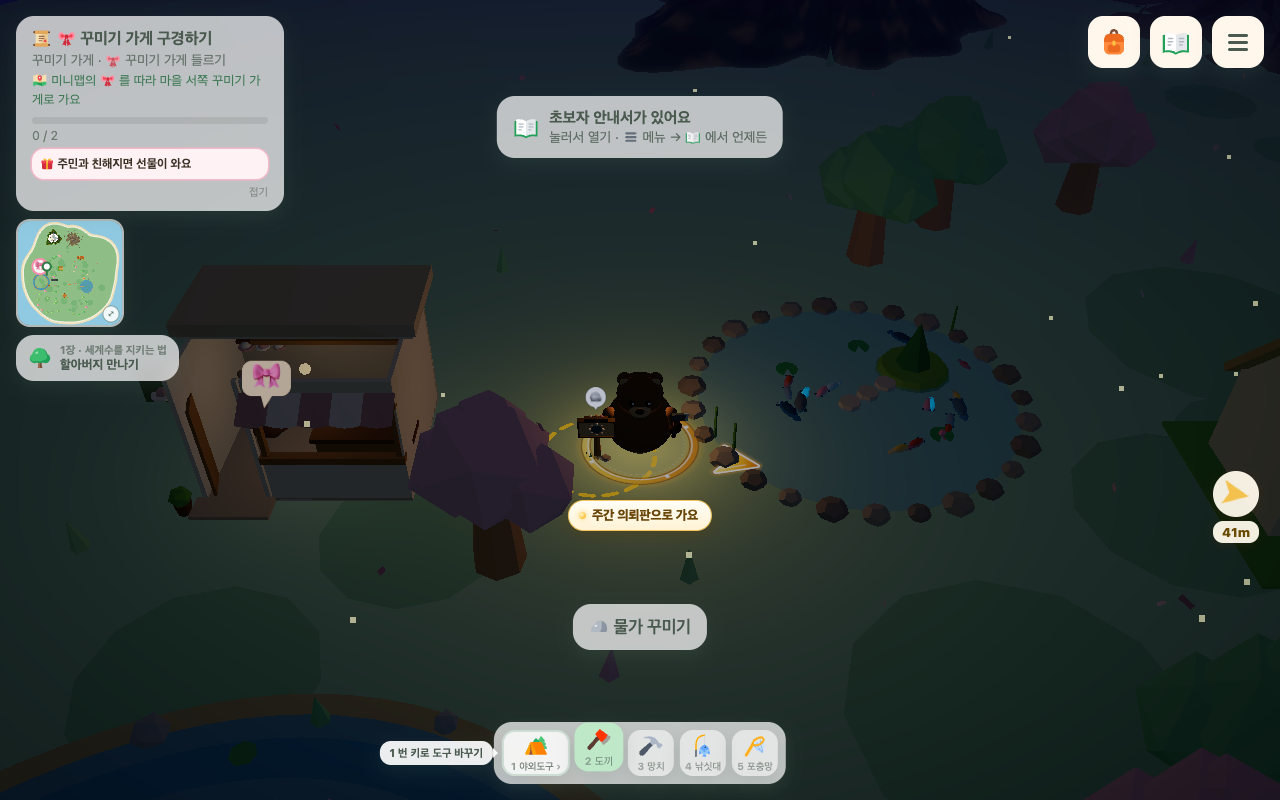 꾸미기 가게 구경하기
꾸미기 가게 · 꾸미기 가게 들르기
미니맵의 를 따라 마을 서쪽 꾸미기 가
게로 가요
0 / 2
주민과 친해지면 선물이 와요
접기
초보자 안내서가 있어요
눌러서 열기 · 메뉴 → 에서 언제든
1장 · 세계수를 지키는 법
할아버지 만나기
주간 의뢰판으로 가요
41m
물가 꾸미기
1 번 키로 도구 바꾸기
1 야외도구 ›
2 도끼
3 망치
4 낚싯대
5 포충망